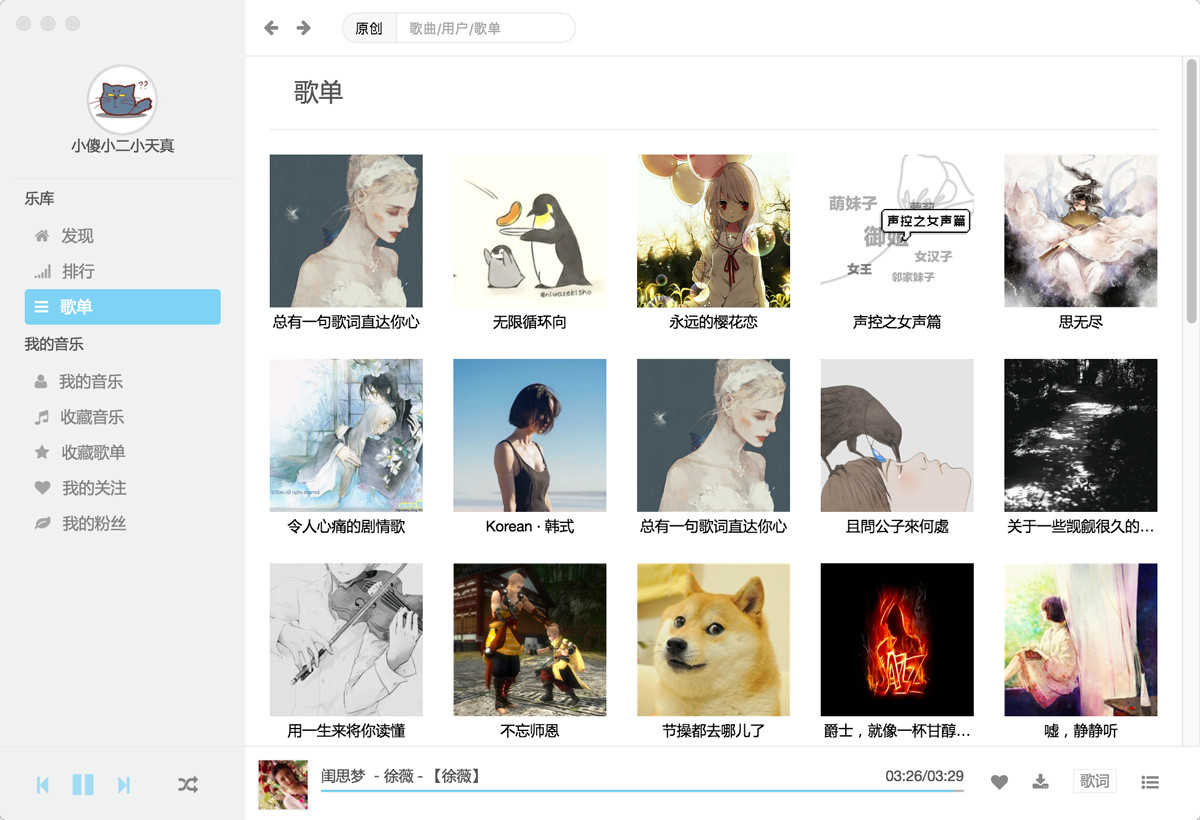 原创
歌曲/用户/歌单
??
小傻小二小天真
乐库
发现
排行
歌单
我的音乐
我的音乐
收藏音乐
收藏歌单
我的关注
我的粉丝
歌单
@niwazekisho
萌妹子
声控之女声篇
御姐
女汉子
女王
邻家妹子
总有一句歌词直达你心
无限循环向
永远的樱花恋
声控之女声篇
思无尽
令人心痛的剧情歌
Korean · 韩式
总有一句歌词直达你心
且問公子來何處
关于一些觊觎很久的…
JAZZ
用一生来将你读懂
不忘师恩
节操都去哪儿了
爵士，就像一杯甘醇…
嘘，静静听
闺思梦 - 徐薇 - 【徐薇】
03:26/03:29
歌词